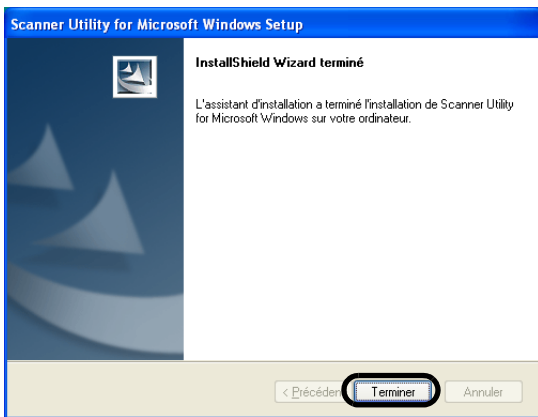 Scanner Utility for Microsoft Windows Setup
InstallShield Wizard terminé
L'assistant d'installation a terminé l'installation de Scanner Utility
for Microsoft Windows sur votre ordinateur.
< Précéden Terminer Annuler